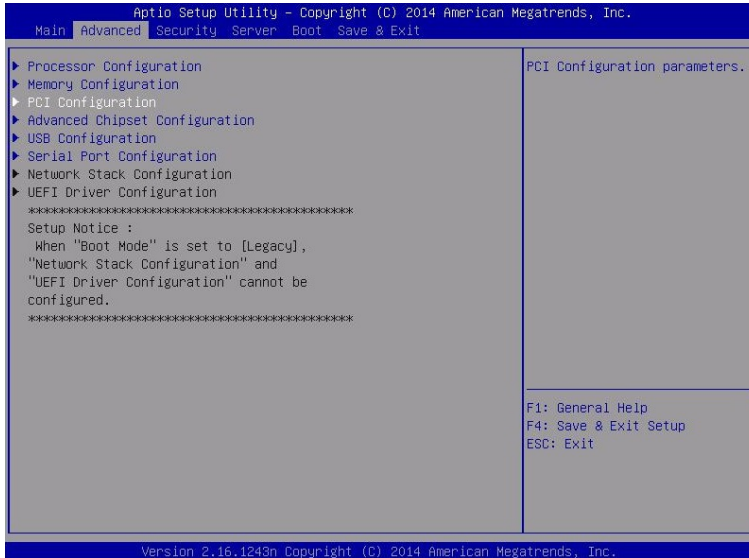 Aptio Setup Utility – Copyright (C) 2014 American Megatrends, Inc.
Main Advanced Security Server Boot Save & Exit
Processor Configuration
Memory Configuration
PCI Configuration
Advanced Chipset Configuration
USB Configuration
Serial Port Configuration
Network Stack Configuration
UEFI Driver Configuration
*******************************************
Setup Notice :
When "Boot Mode" is set to [Legacy],
"Network Stack Configuration" and
"UEFI Driver Configuration" cannot be
configured.
*******************************************
PCI Configuration parameters.
F1: General Help
F4: Save & Exit Setup
ESC: Exit
Version 2.16.1243n Copyright (C) 2014 American Megatrends, Inc.